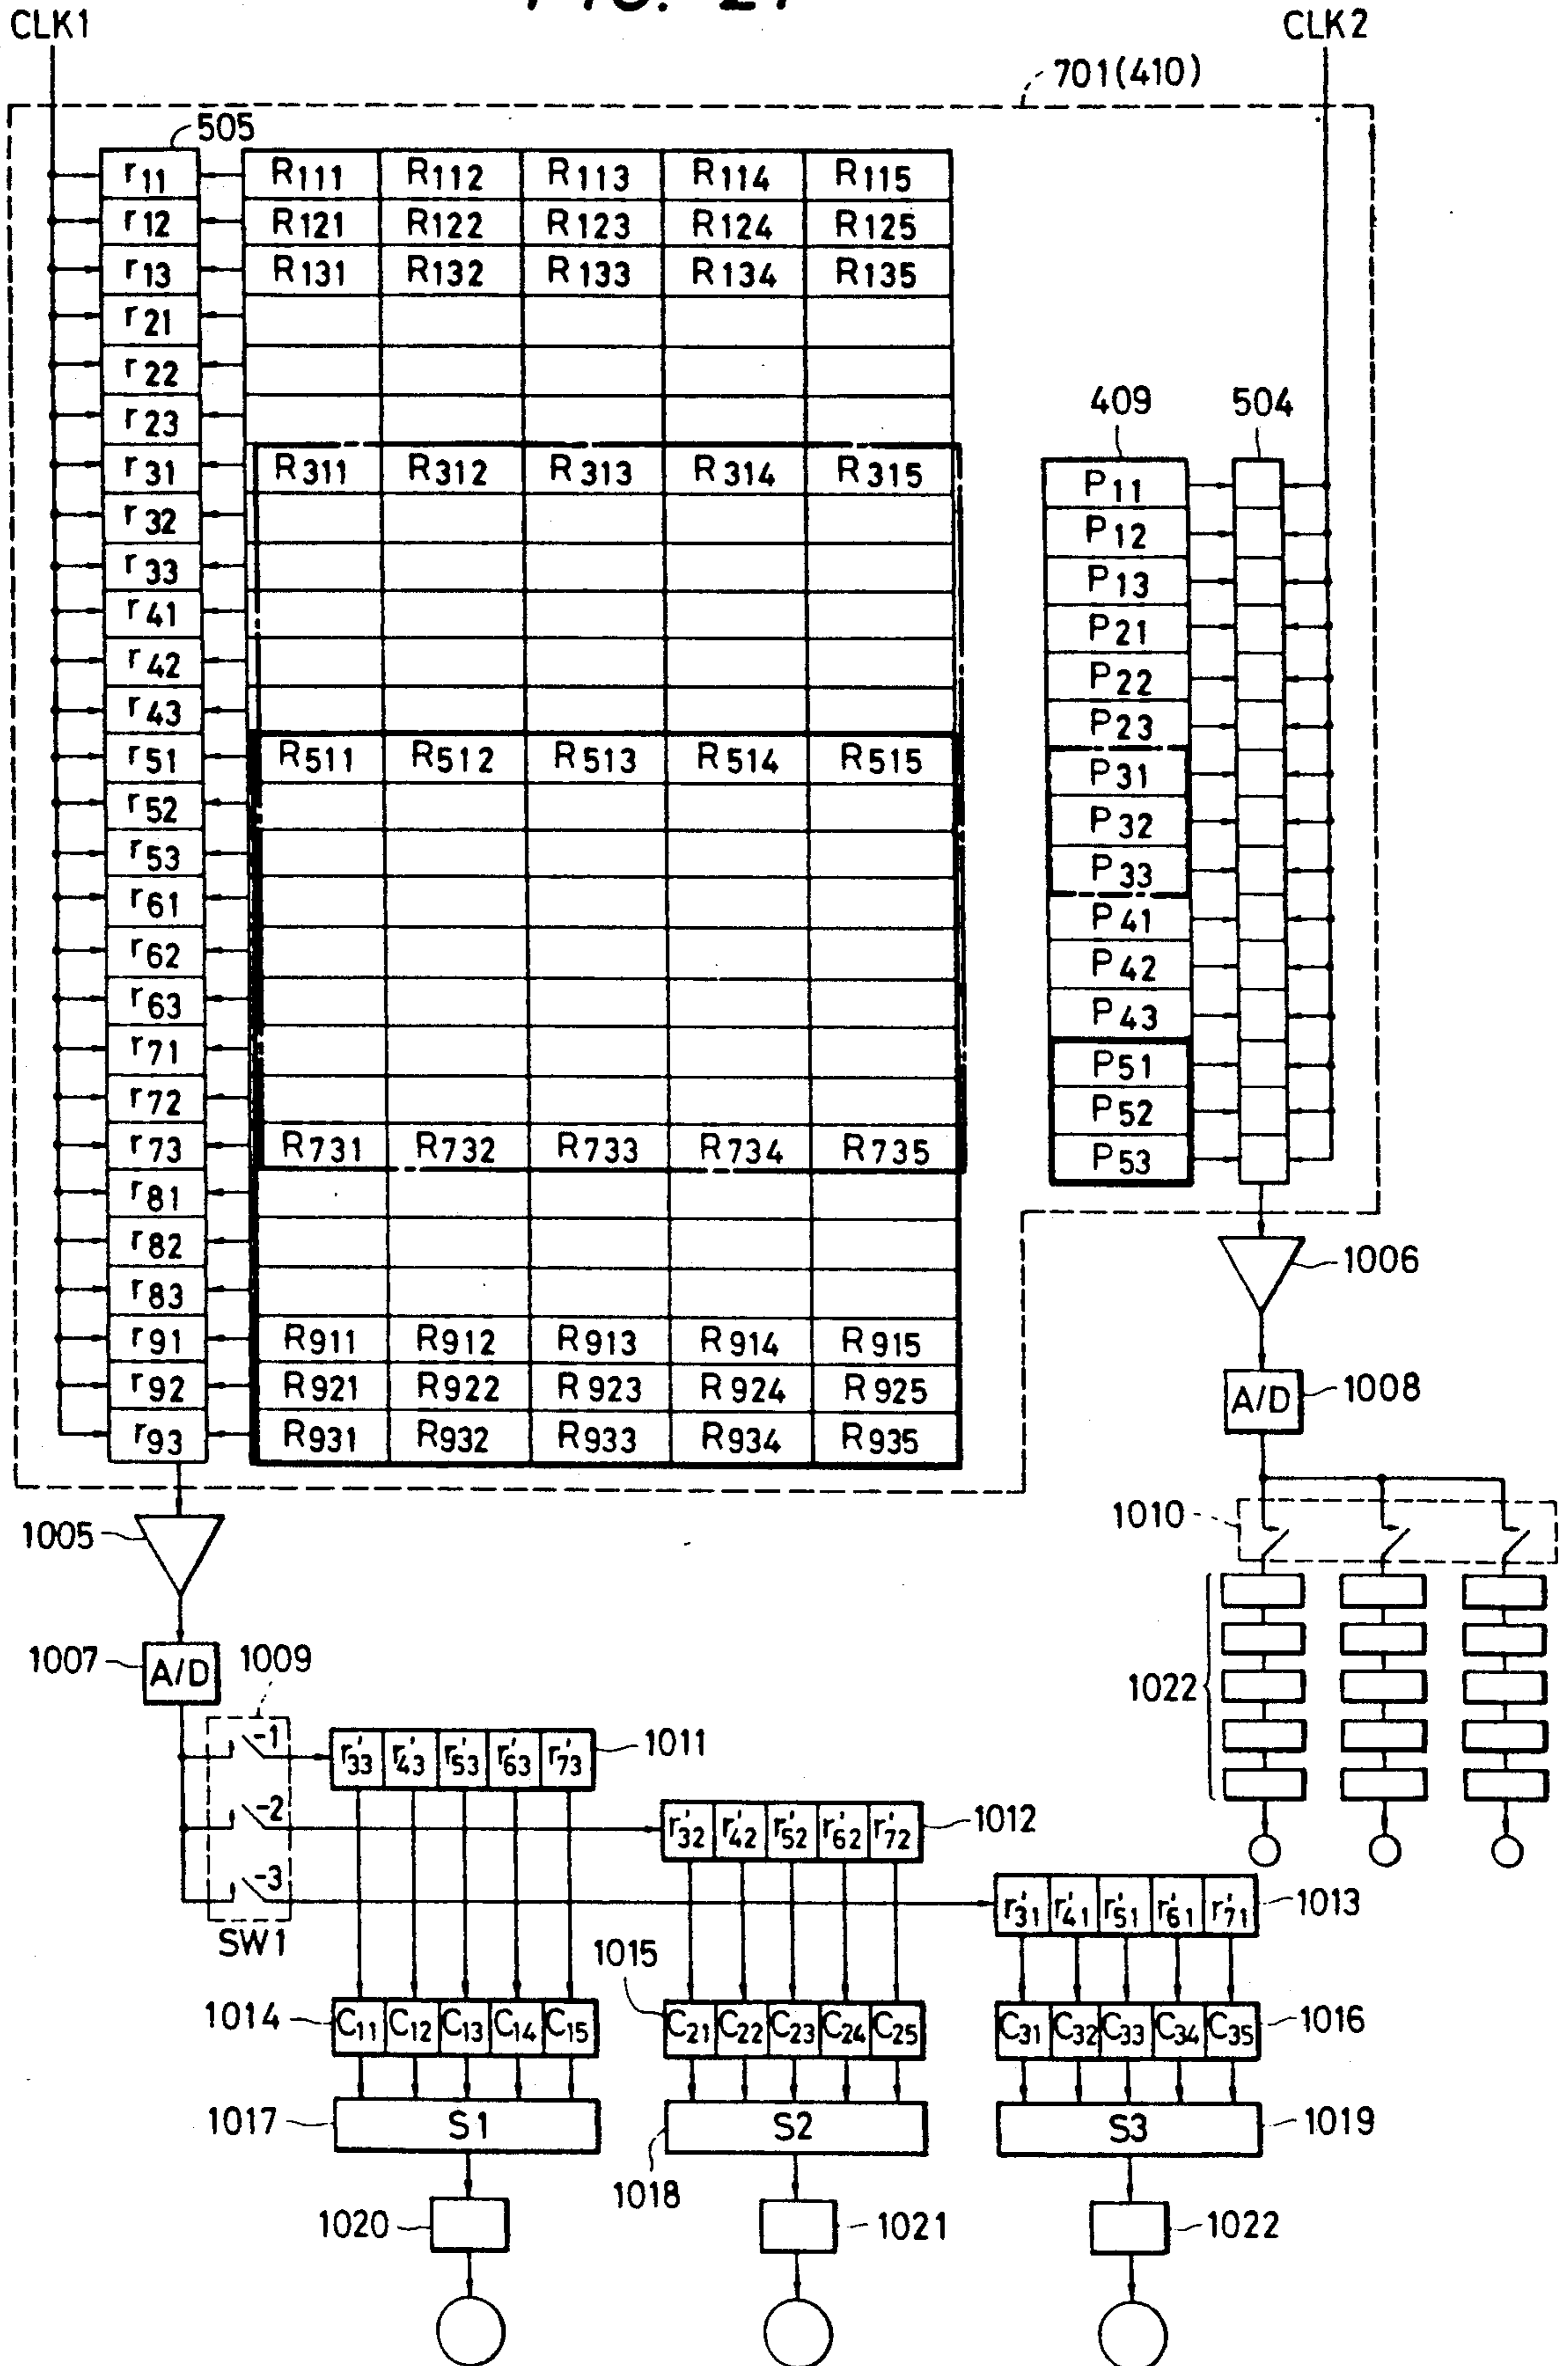 CLK1
CLK2
701(410)
505
r11 R111 R112 R113 R114 R115
r12 R121 R122 R123 R124 R125
r13 R131 R132 R133 R134 R135
r21
r22
r23
409 504
r31 R311 R312 R313 R314 R315
P11
r32
P12
r33
P13
r41
P21
r42
P22
r43
P23
r51 R511 R512 R513 R514 R515
P31
r52
P32
r53
P33
r61
P41
r62
P42
r63
P43
r71
P51
r72
P52
r73 R731 R732 R733 R734 R735
P53
r81
r82
1006
r83
r91 R911 R912 R913 R914 R915
r92 R921 R922 R923 R924 R925
A/D 1008
r93 R931 R932 R933 R934 R935
1005
1010
1007 A/D 1009
1022
-1 r'33 r'43 r'53 r'63 r'73 1011
-2 r'32 r'42 r'52 r'62 r'72 1012
-3 r'31 r'41 r'51 r'61 r'71 1013
SW1
1015
1014 C11 C12 C13 C14 C15
C21 C22 C23 C24 C25
C31 C32 C33 C34 C35 1016
1017 S1 S2 S3 1019
1018
1020 1021 1022